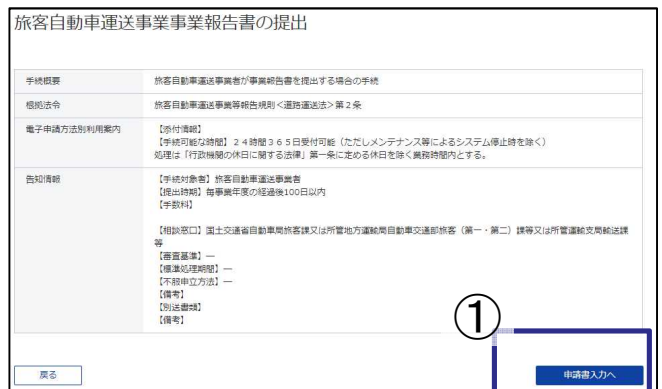 旅客自動車運送事業事業報告書の提出
手続概要
旅客自動車運送事業者が事業報告書を提出する場合の手続
根拠法令
旅客自動車運送事業等報告規則<道路運送法>第２条
電子申請方法別利用案内
【添付情報】
【手続可能な時間】２４時間３６５日受付可能（ただしメンテナンス等によるシステム停止時を除く）
処理は「行政機関の休日に関する法律」第一条に定める休日を除く業務時間内とする。
告知情報
【手続対象者】旅客自動車運送事業者
【提出時期】毎事業年度の経過後100日以内
【手数料】
【相談窓口】国土交通省自動車局旅客課又は所管地方運輸局自動車交通部旅客（第一・第二）課等又は所管運輸支局輸送課
等
【審査基準】―
【標準処理期間】―
【不服申立方法】―
【備考】
【別送書類】
【備考】
①
戻る
申請書入力へ